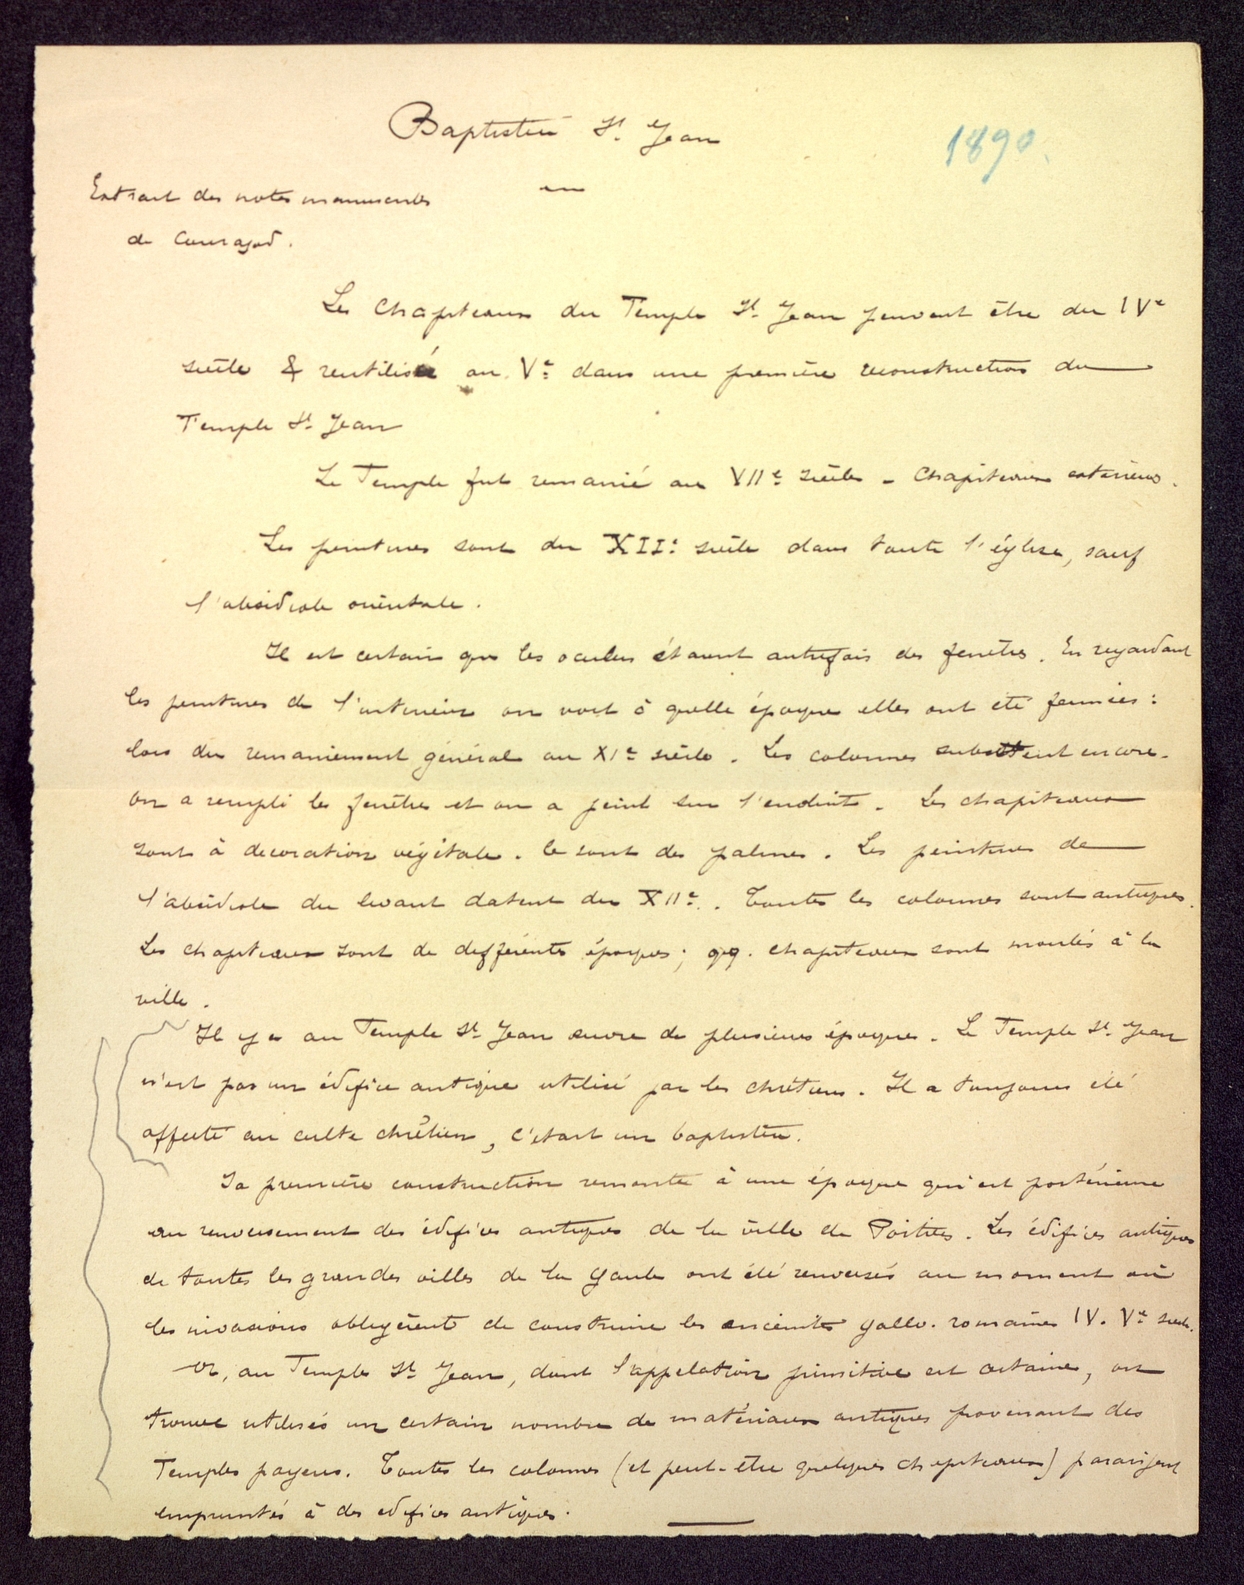 Baptistère St. Jean
1890.
Extrait des notes manuscrites
de Courajod.
Les chapiteaux du Temple St. Jean peuvent être du IVe
siècle & reutilisé au Ve dans une première reconstruction du
Temple St. Jean
Le Temple fut remanié au VIIe siècle - Chapiteaux extérieurs.
Les peintures sont du XIIe siècle dans toute l'église, sauf
l'absidiole orientale.
Il est certain que les oculus étaient autrefois des fenêtres. En regardant
les peintures de l'intérieur on voit à quelle époque elles ont été fermées :
lors du remaniement général au XIe siècle. Les colonnes subsistent encore.
On a rempli les fenêtres et on a peint sur l'enduit. Les chapiteaux
sont à décoration végétale. Ce sont des palmes. Les peintures de
l'absidiole du levant datent du XIIe. Toutes les colonnes sont antiques.
Les chapiteaux sont de différentes époques ; qq. chapiteaux sont moulés à la
ville.
Il y a au Temple St. Jean œuvre de plusieurs époques. Le Temple St. Jean
n'est pas un édifice antique utilisé par les chrétiens. Il a toujours été
affecté au culte chrétien, c'était un baptistère.
Sa première construction remonte à une époque qui est postérieure
au renversement des édifices antiques de la ville de Poitiers. Les édifices antiques
de toutes les grandes villes de la Gaule ont été renversés au moment où
les invasions obligèrent de construire les enceintes gallo-romaines IV. Ve siècle.
Or, au Temple St. Jean, dont l'appelation primitive est certaine, on
trouve utilisés un certain nombre de matériaux antiques provenant des
Temples payens. Toutes les colonnes (et peut-être quelques chapiteaux) paraissent
empruntés à des édifices antiques.